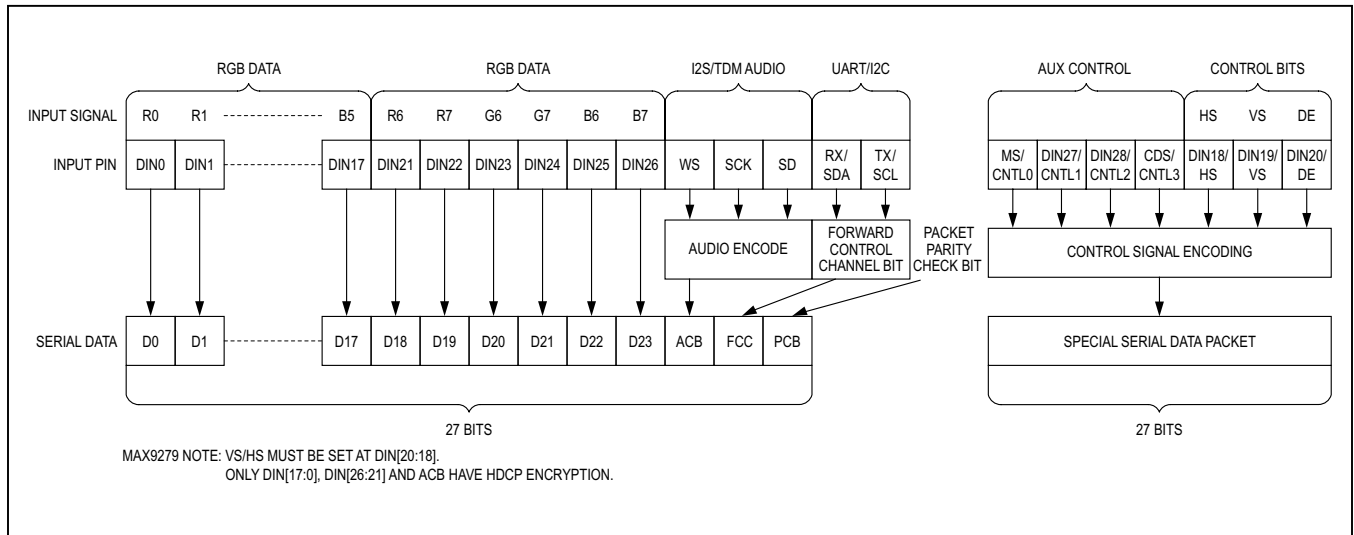 RGB DATA RGB DATA I2S/TDM AUDIO UART/I2C AUX CONTROL CONTROL BITS
INPUT SIGNAL R0 R1 B5 R6 R7 G6 G7 B6 B7 HS VS DE
INPUT PIN DIN0 DIN1 DIN17 DIN21 DIN22 DIN23 DIN24 DIN25 DIN26 WS SCK SD RX/ TX/ MS/ DIN27/ DIN28/ CDS/ DIN18/ DIN19/ DIN20/
SDA SCL CNTL0 CNTL1 CNTL2 CNTL3 HS VS DE
AUDIO ENCODE FORWARD PACKET CONTROL SIGNAL ENCODING
CONTROL PARITY
CHANNEL BIT CHECK BIT
SERIAL DATA D0 D1 D17 D18 D19 D20 D21 D22 D23 ACB FCC PCB SPECIAL SERIAL DATA PACKET
27 BITS 27 BITS
MAX9279 NOTE: VS/HS MUST BE SET AT DIN[20:18].
ONLY DIN[17:0], DIN[26:21] AND ACB HAVE HDCP ENCRYPTION.